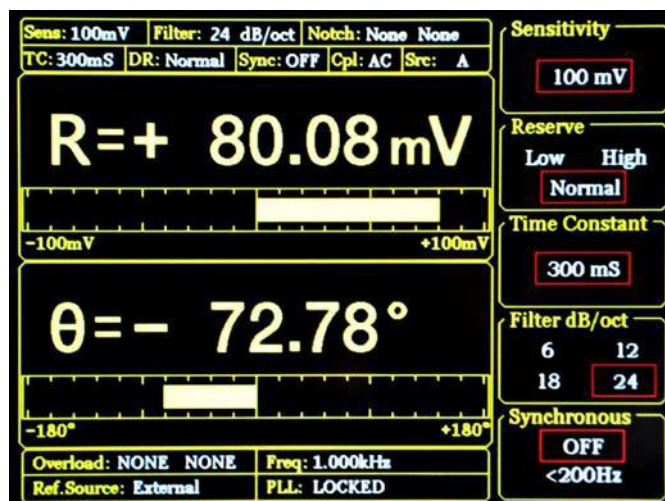 Sens: 100mV Filter: 24 dB/oct Notch: None None
TC: 300mS DR: Normal Sync: OFF Cpl: AC Src: A
R=+ 80.08 mV
-100mV +100mV
θ=- 72.78°
-180° +180°
Overload: NONE NONE Freq: 1.000kHz
Ref.Source: External PLL: LOCKED
Sensitivity
100 mV
Reserve
Low High
Normal
Time Constant
300 mS
Filter dB/oct
6 12
18 24
Synchronous
OFF
<200Hz